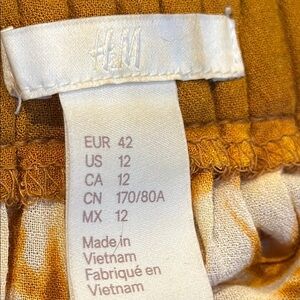 H&M
EUR 42
US 12
CA 12
CN 170/80A
MX 12
Made in
Vietnam
Fabriqué en
Vietnam